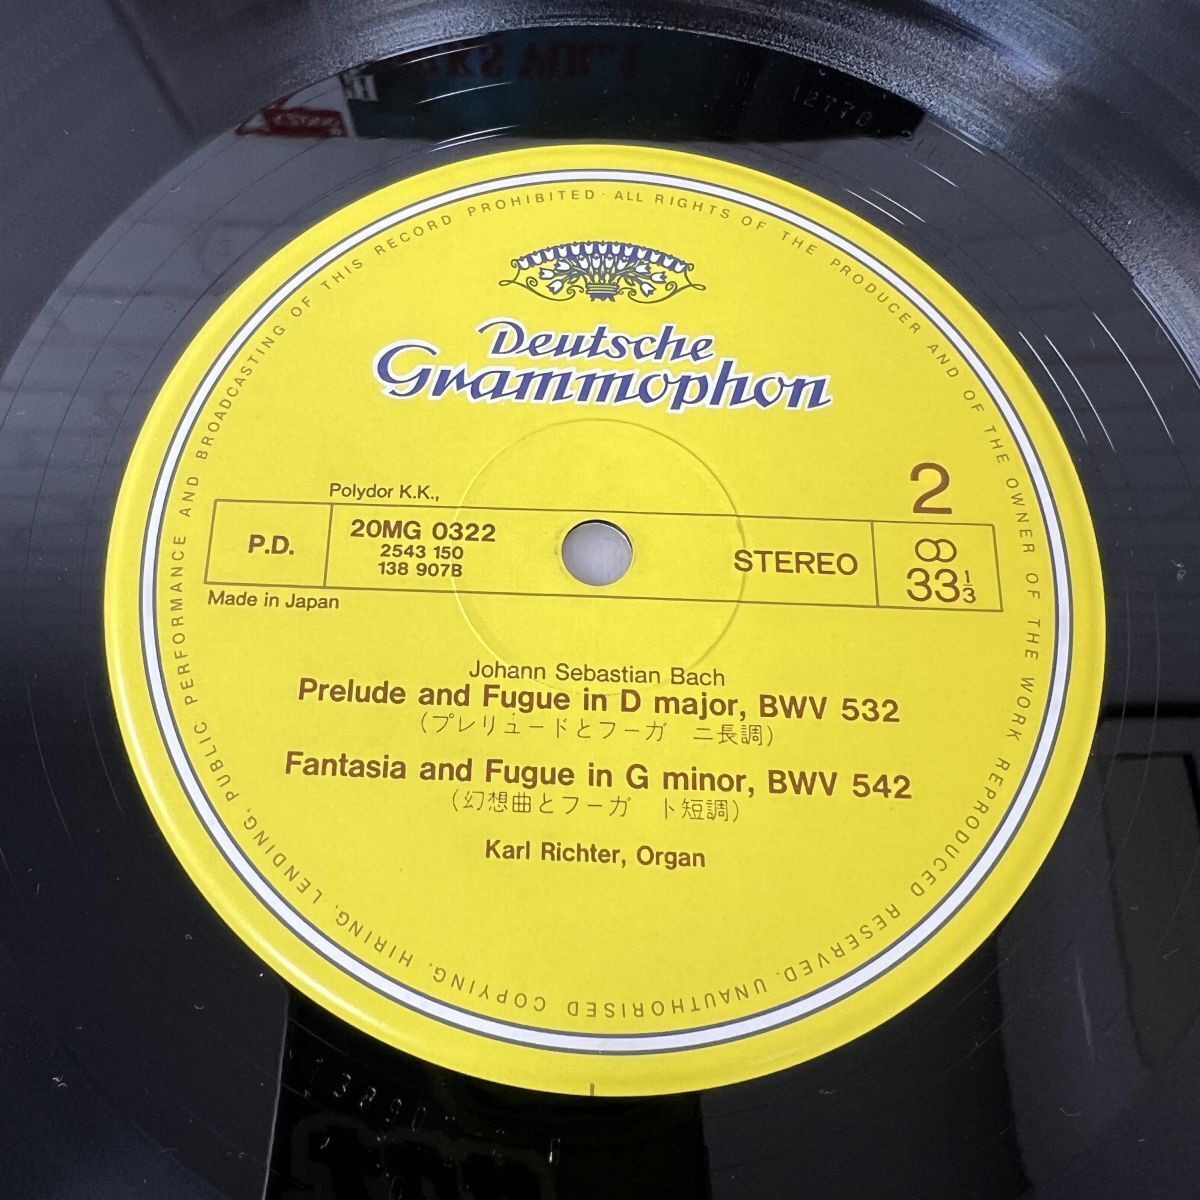 PUBLIC PERFORMANCE AND BROADCASTING OF THIS RECORD PROHIBITED · ALL RIGHTS OF THE PRODUCER AND OF THE OWNER OF THE WORK REPRODUCED RESERVED. UNAUTHORISED COPYING, HIRING, LENDING,
Deutsche
Grammophon
2
Polydor K.K.,
P.D.
20MG 0322
2543 150
138 907B
STEREO
33 1/3
Made in Japan
Johann Sebastian Bach
Prelude and Fugue in D major, BWV 532
(プレリュードとフーガ　ニ長調)
Fantasia and Fugue in G minor, BWV 542
(幻想曲とフーガ　ト短調)
Karl Richter, Organ